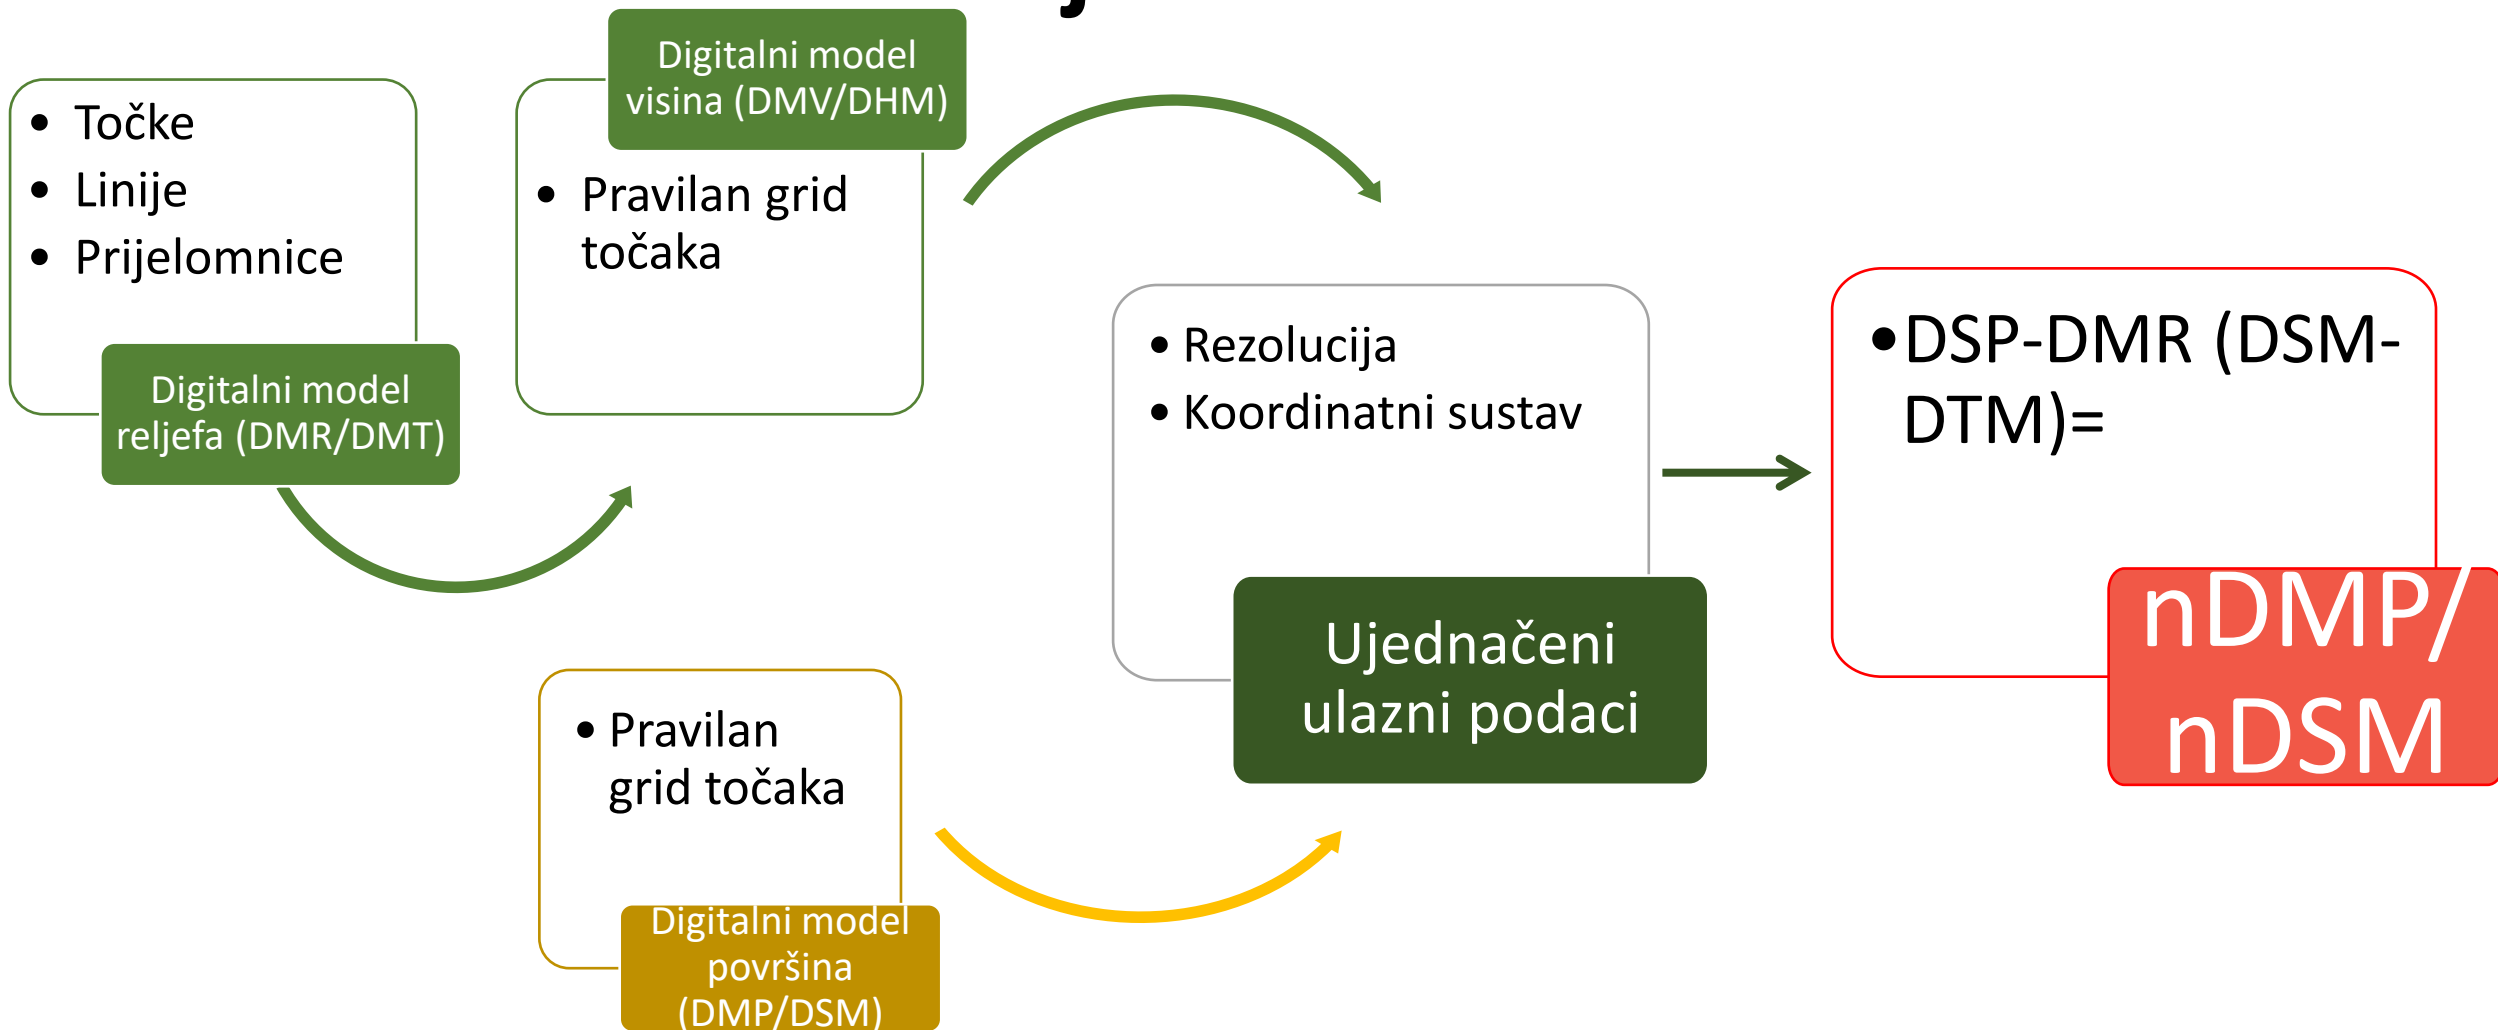 Točke
Linije
Prijelomnice
Digitalni model
reljefa (DMR/DMT)
Digitalni model
visina (DMV/DHM)
Pravilan grid
točaka
Pravilan
grid točaka
Digitalni model
površina
(DMP/DSM)
Rezolucija
Koordinatni sustav
Ujednačeni
ulazni podaci
DSP-DMR (DSM-
DTM)=
nDMP/
nDSM